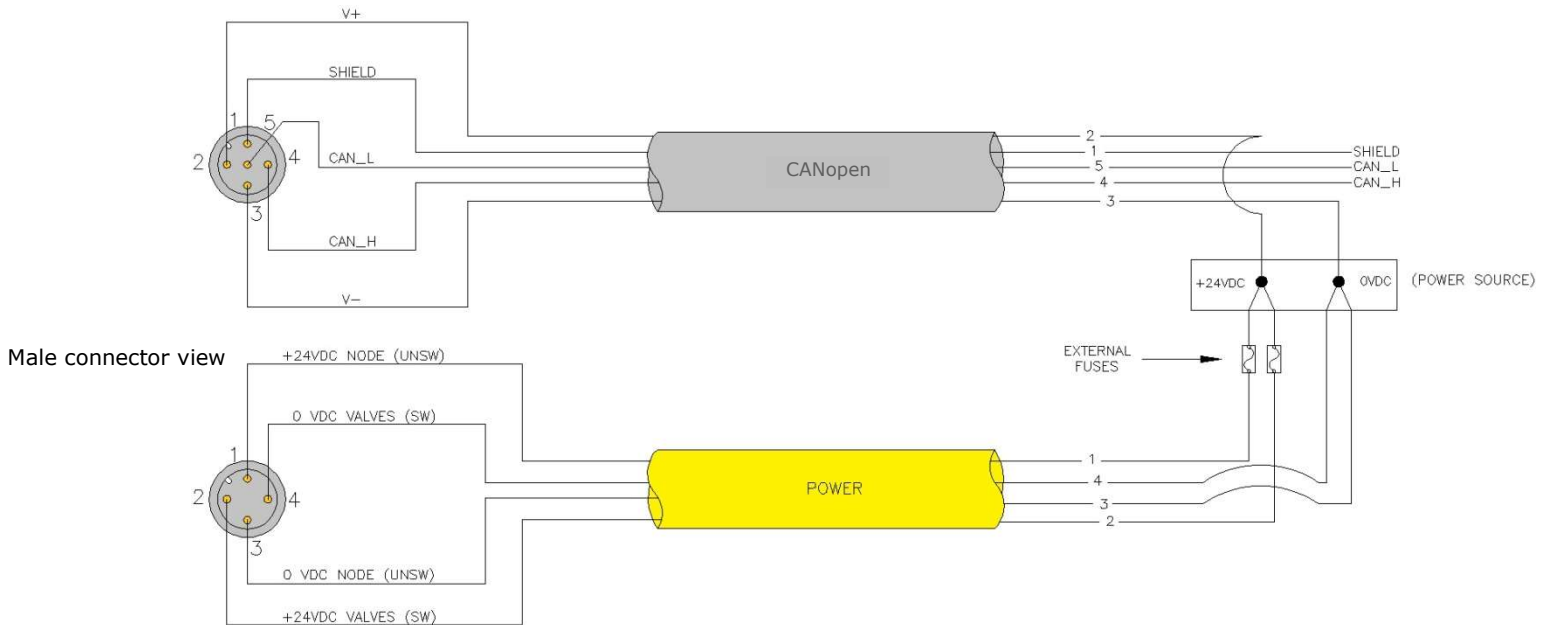 V+
SHIELD
1 5
2 4
CAN_L
3
CAN_H
V−
CANopen
2
1 SHIELD
5 CAN_L
4 CAN_H
3
+24VDC 0VDC (POWER SOURCE)
Male connector view
+24VDC NODE (UNSW)
EXTERNAL
FUSES
0 VDC VALVES (SW)
1
2 4
3
0 VDC NODE (UNSW)
+24VDC VALVES (SW)
POWER
1
4
3
2